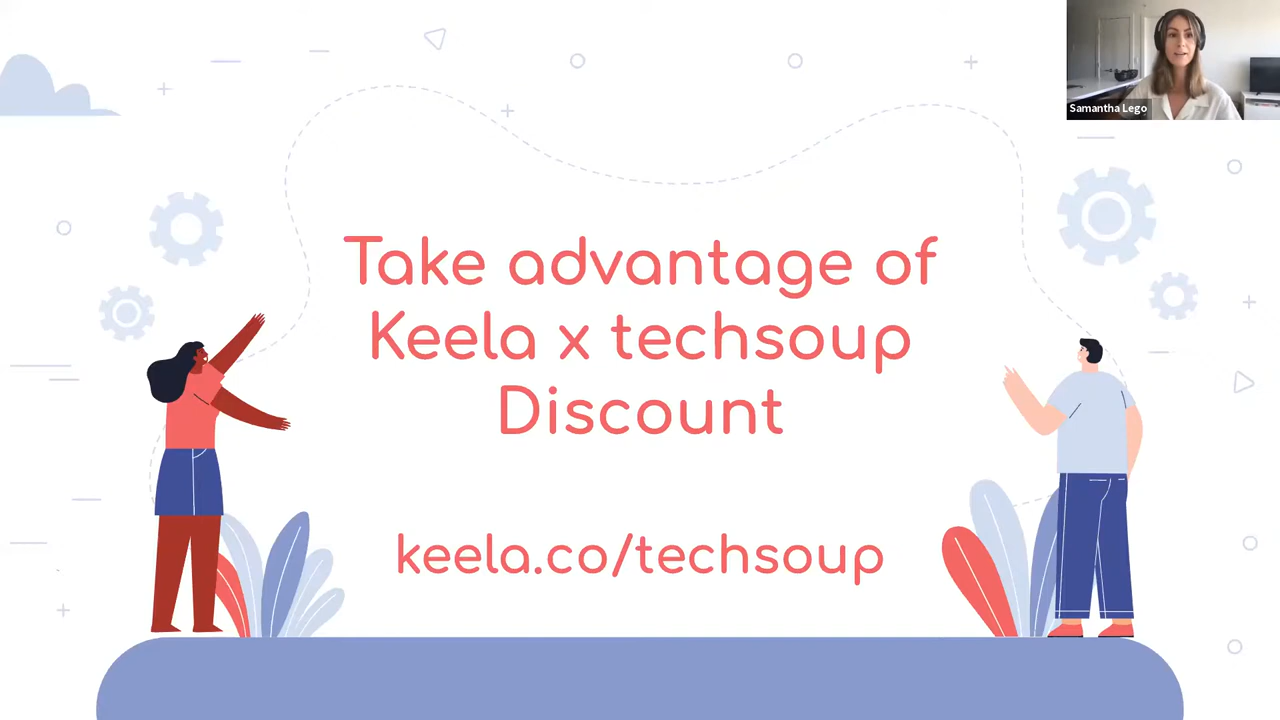 Samantha Lego
Take advantage of
Keela x techsoup
Discount
keela.co/techsoup